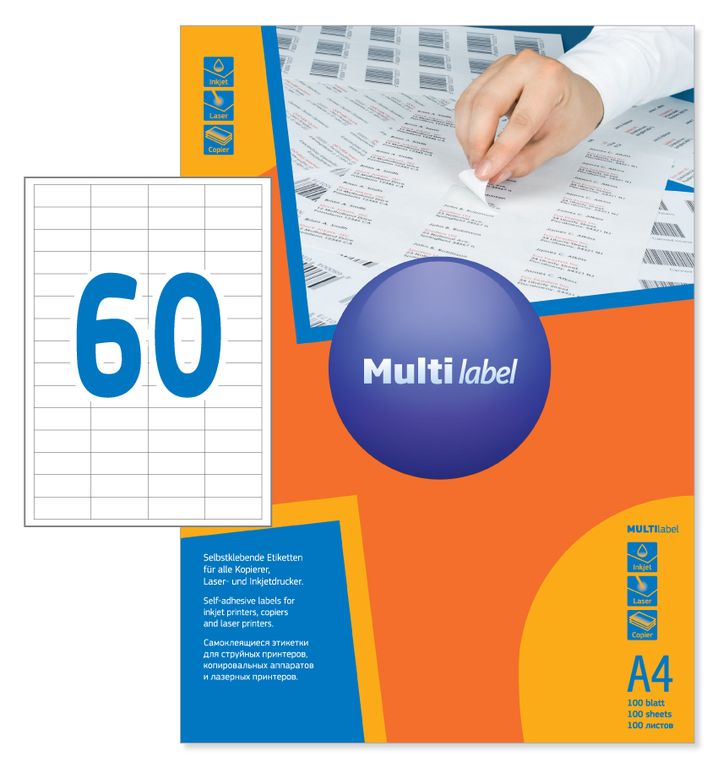 Inkjet
Laser
Copier
60
Multi label
Selbstklebende Etiketten
für alle Kopierer,
Laser- und Inkjetdrucker.
Self-adhesive labels for
inkjet printers, copiers
and laser printers.
Самоклеящиеся этикетки
для струйных принтеров,
копировальных аппаратов
и лазерных принтеров.
MULTIlabel
Inkjet
Laser
Copier
A4
100 blatt
100 sheets
100 листов